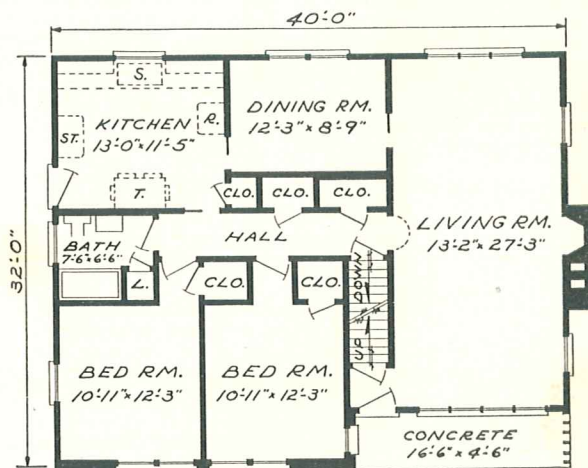 40'-0"
32'-0"
S.
ST.
KITCHEN
13'-0" x 11'-5"
R.
T.
DINING RM.
12'-3" x 8'-9"
CLO.
CLO.
CLO.
LIVING RM.
13'-2" x 27'-3"
HALL
BATH
7'-6" x 6'-6"
L.
CLO.
CLO.
DOWN
UP
BED RM.
10'-11" x 12'-3"
BED RM.
10'-11" x 12'-3"
CONCRETE
16'-6" x 4'-6"